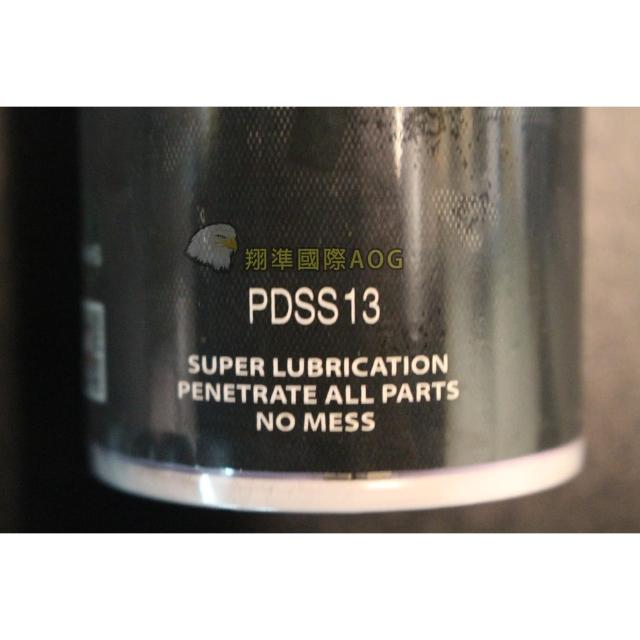 翔準國際AOG
PDSS13
SUPER LUBRICATION
PENETRATE ALL PARTS
NO MESS